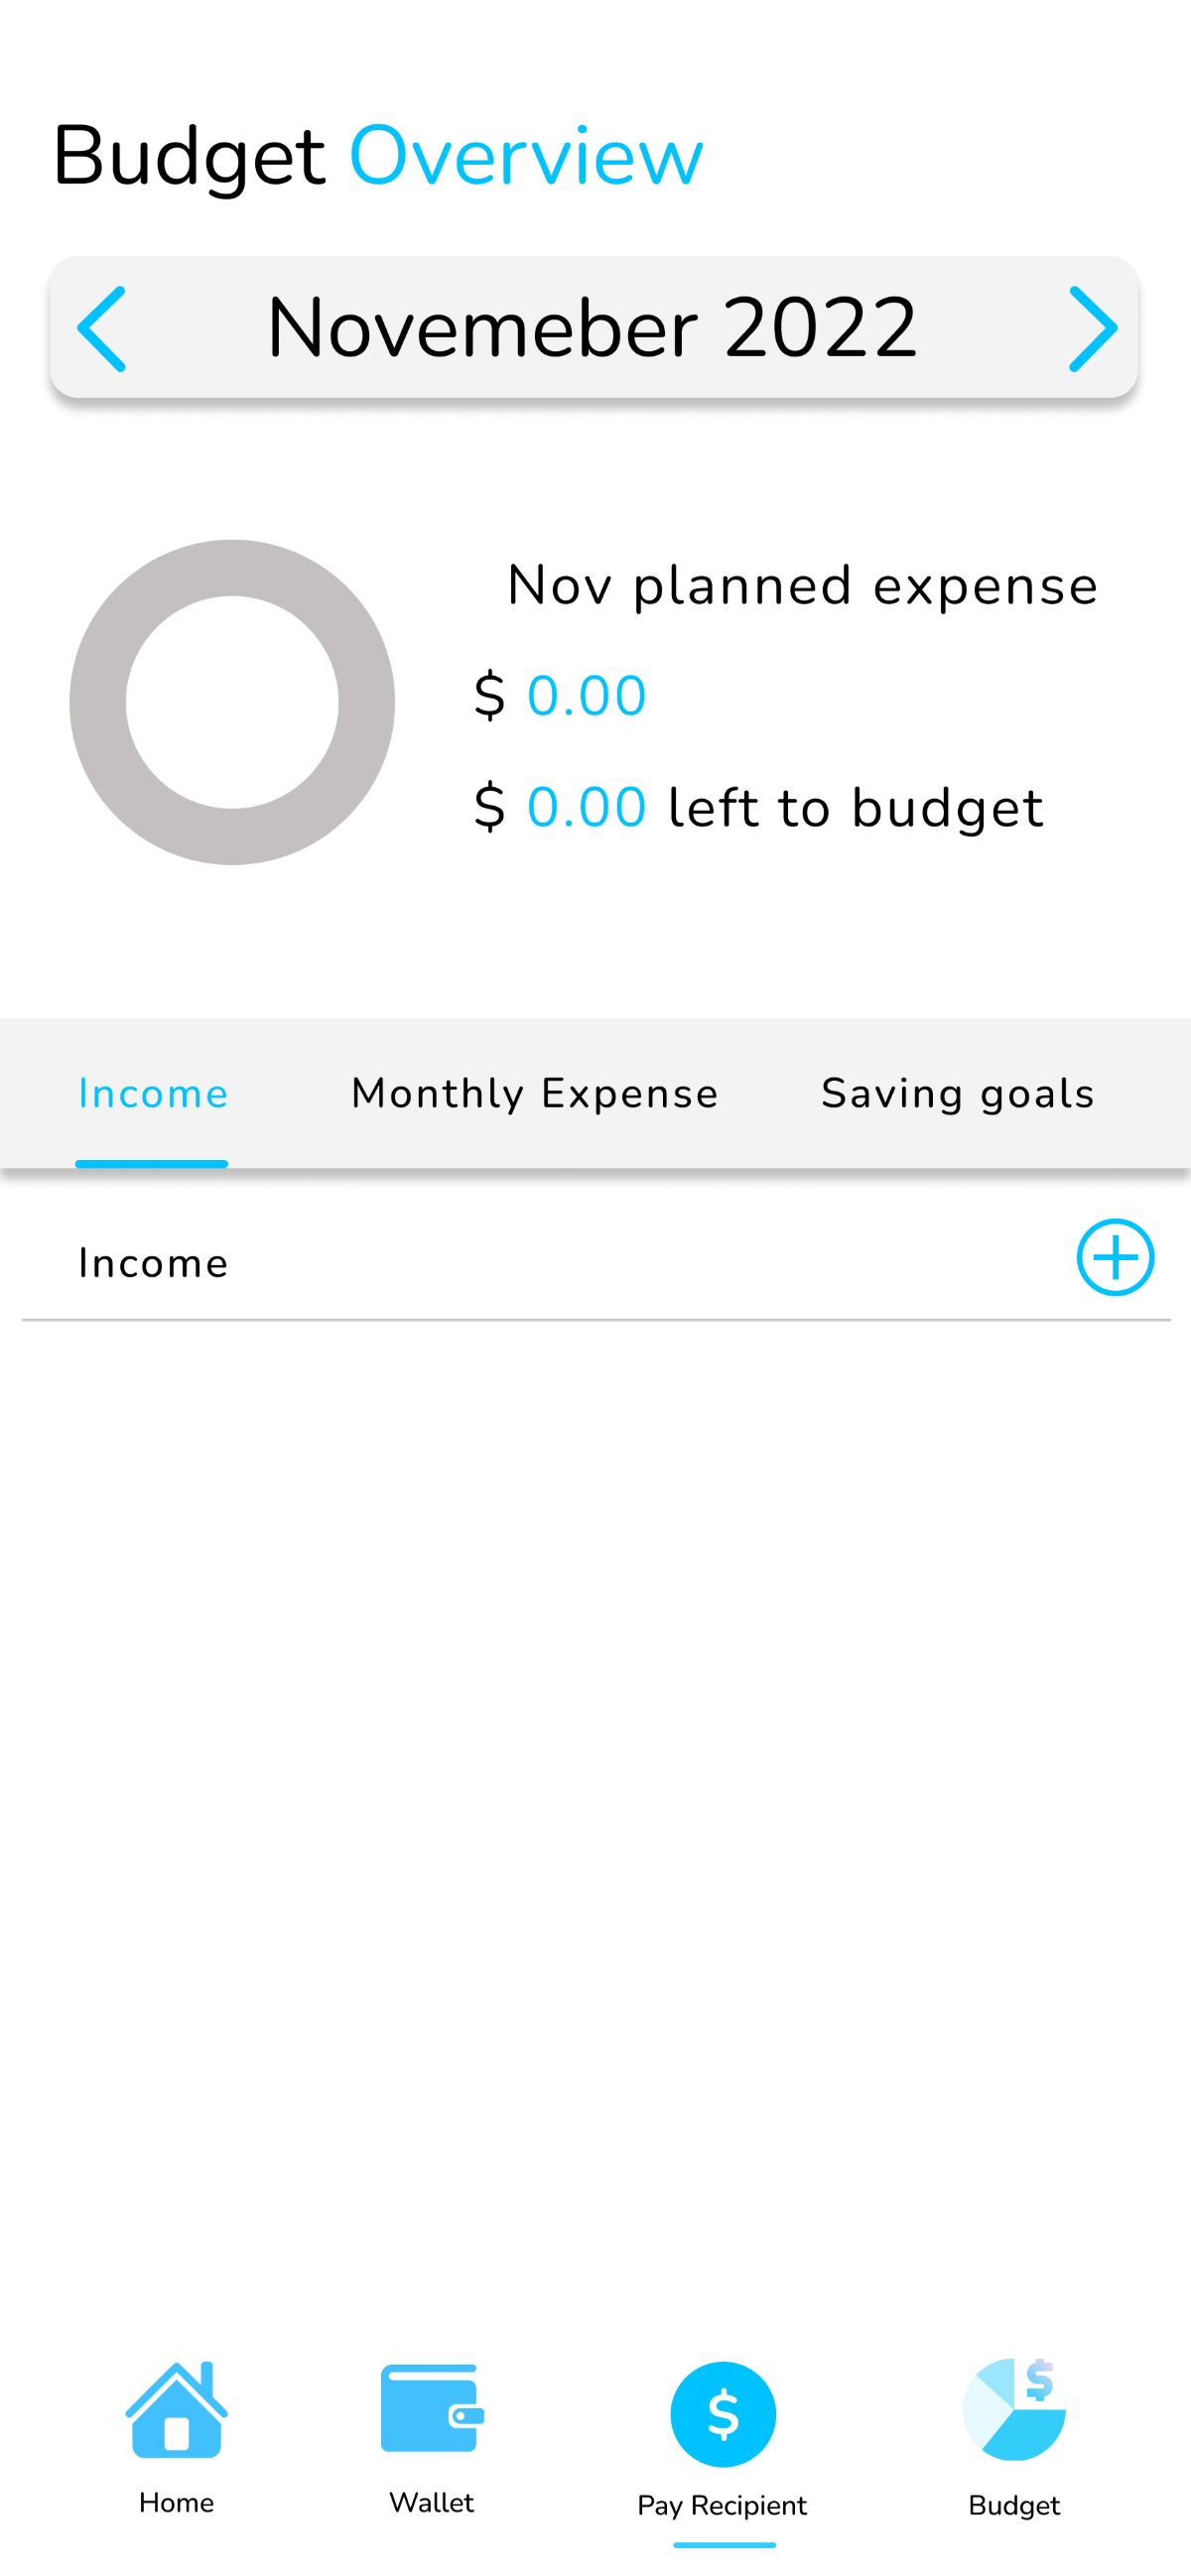 Budget Overview
Novemeber 2022
Nov planned expense
$ 0.00
$ 0.00 left to budget
Income Monthly Expense Saving goals
Income
$ $
Home Wallet Pay Recipient Budget